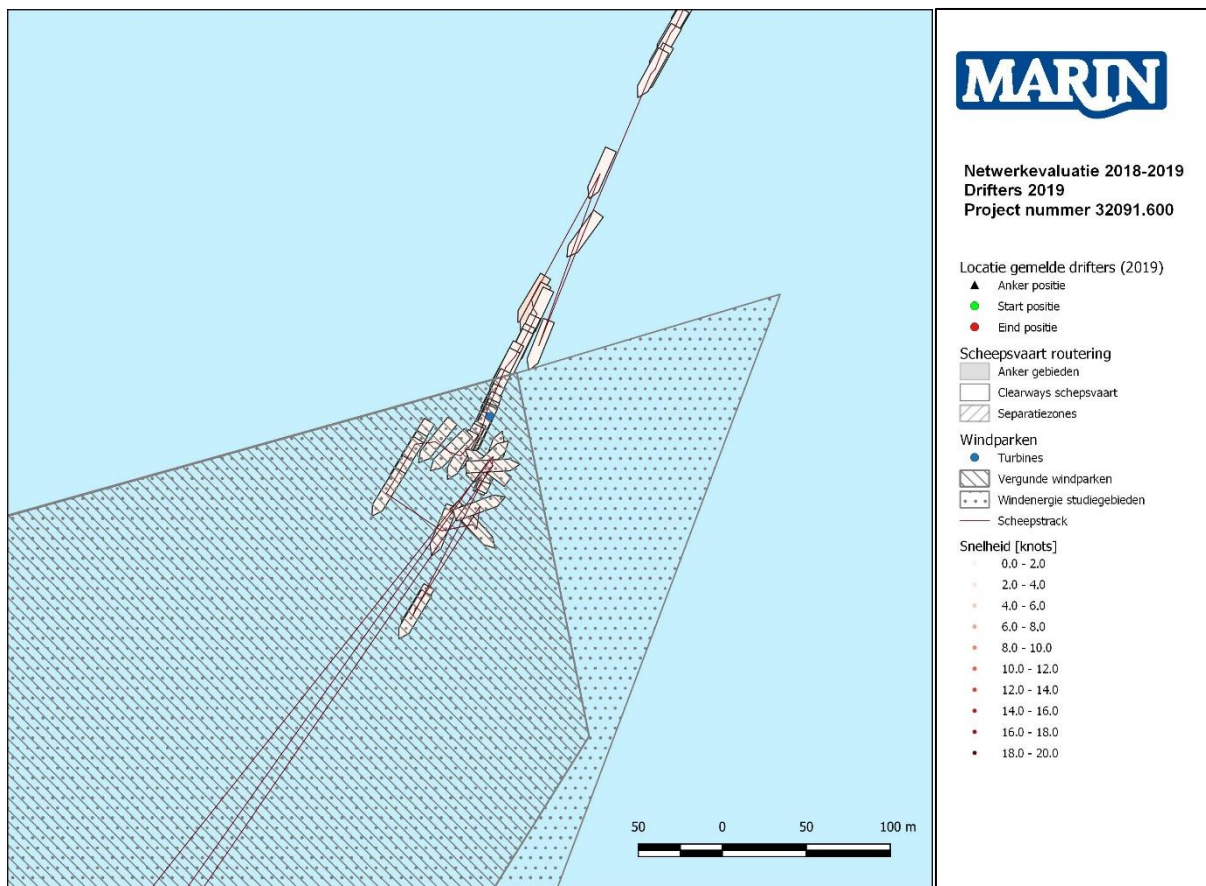 MARIN
Netwerkevaluatie 2018-2019
Drifters 2019
Project nummer 32091.600
Locatie gemelde drifters (2019)
Anker positie
Start positie
Eind positie
Scheepsvaart routering
Anker gebieden
Clearways schepsvaart
Separatiezones
Windparken
Turbines
Vergunde windparken
Windenergie studiegebieden
Scheepstrack
Snelheid [knots]
0.0 - 2.0
2.0 - 4.0
4.0 - 6.0
6.0 - 8.0
8.0 - 10.0
10.0 - 12.0
12.0 - 14.0
14.0 - 16.0
16.0 - 18.0
18.0 - 20.0
50 0 50 100 m